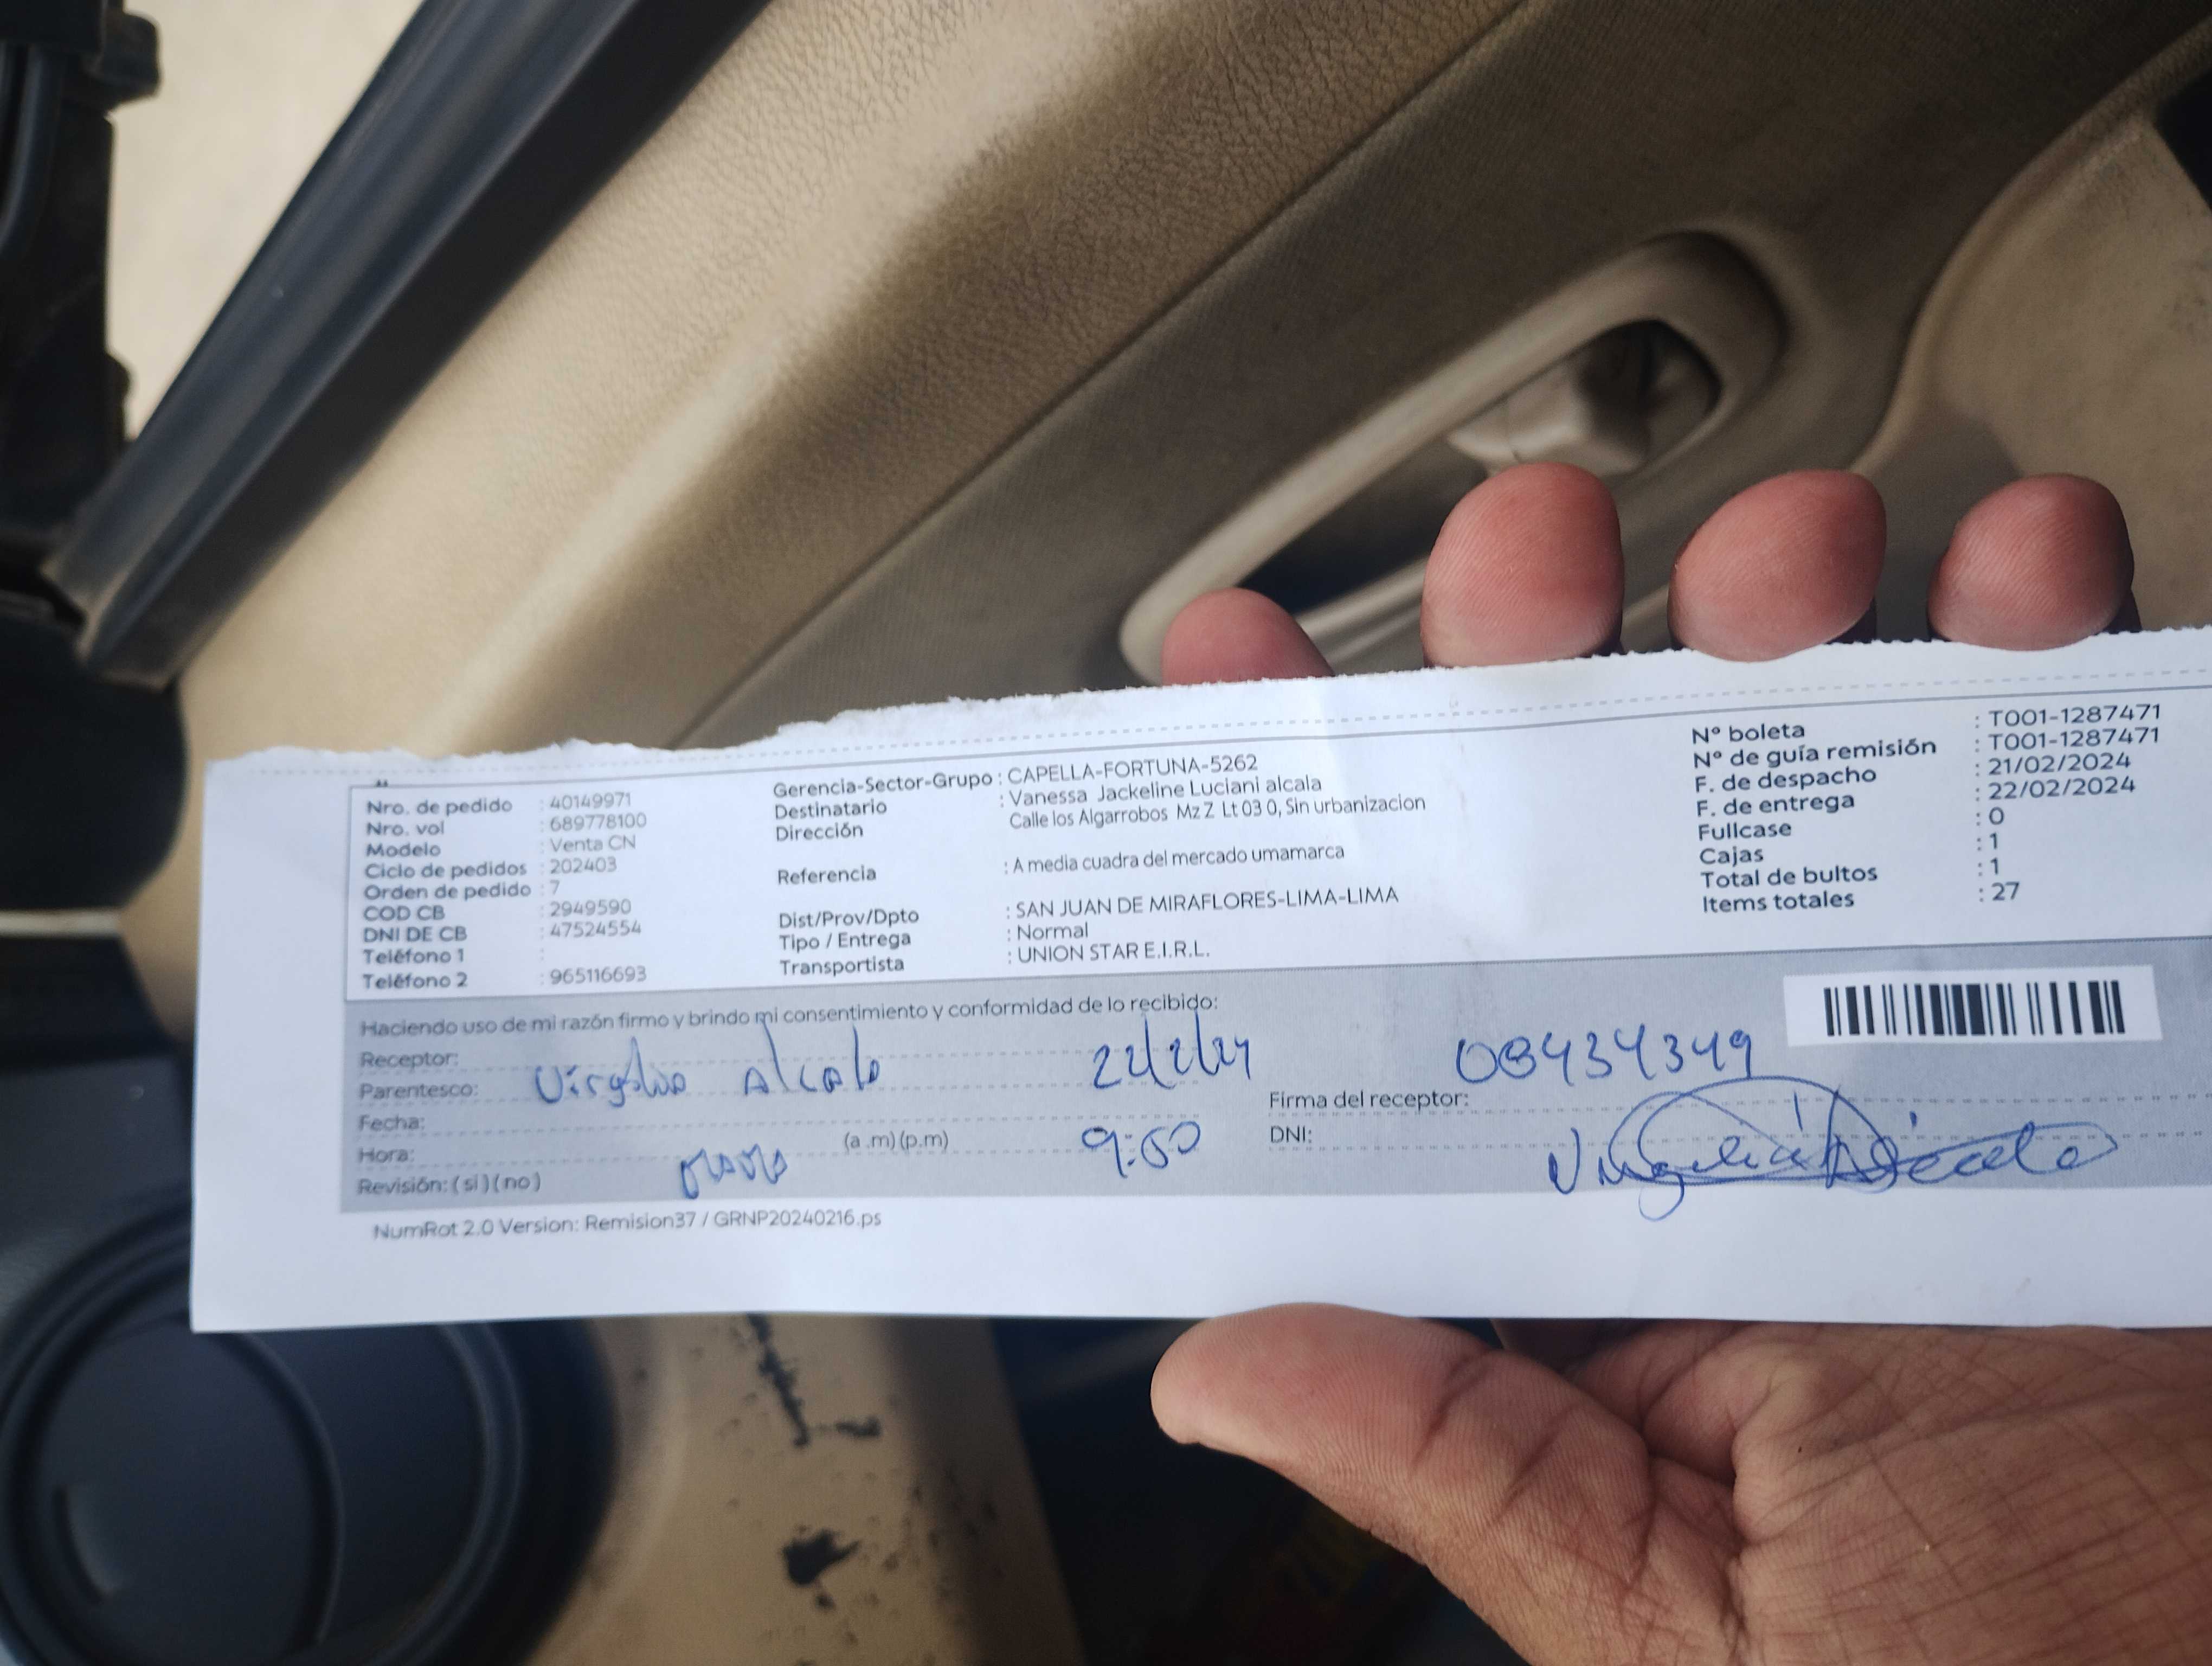 Nro. de pedido : 40149971
Nro. vol : 689778100
Modelo : Venta CN
Ciclo de pedidos : 202403
Orden de pedido : 7
COD CB : 2949590
DNI DE CB : 47524554
Teléfono 1 :
Teléfono 2 : 965116693
Gerencia-Sector-Grupo : CAPELLA-FORTUNA-5262
Destinatario : Vanessa Jackeline Luciani alcala
Dirección Calle los Algarrobos Mz Z Lt 03 0, Sin urbanizacion
Referencia : A media cuadra del mercado umamarca
Dist/Prov/Dpto : SAN JUAN DE MIRAFLORES-LIMA-LIMA
Tipo / Entrega : Normal
Transportista : UNION STAR E.I.R.L.
Nº boleta : T001-1287471
Nº de guía remisión : T001-1287471
F. de despacho : 21/02/2024
F. de entrega : 22/02/2024
Fullcase : 0
Cajas : 1
Total de bultos : 1
Items totales : 27
Haciendo uso de mi razón firmo y brindo mi consentimiento y conformidad de lo recibido:
Receptor:
Parentesco: Alcala 22/2/24
Fecha:
Hora: (a .m) (p.m) 9:50
Revisión: ( si ) ( no )
08434349
Firma del receptor:
DNI:
NumRot 2.0 Version: Remision37 / GRNP20240216.ps